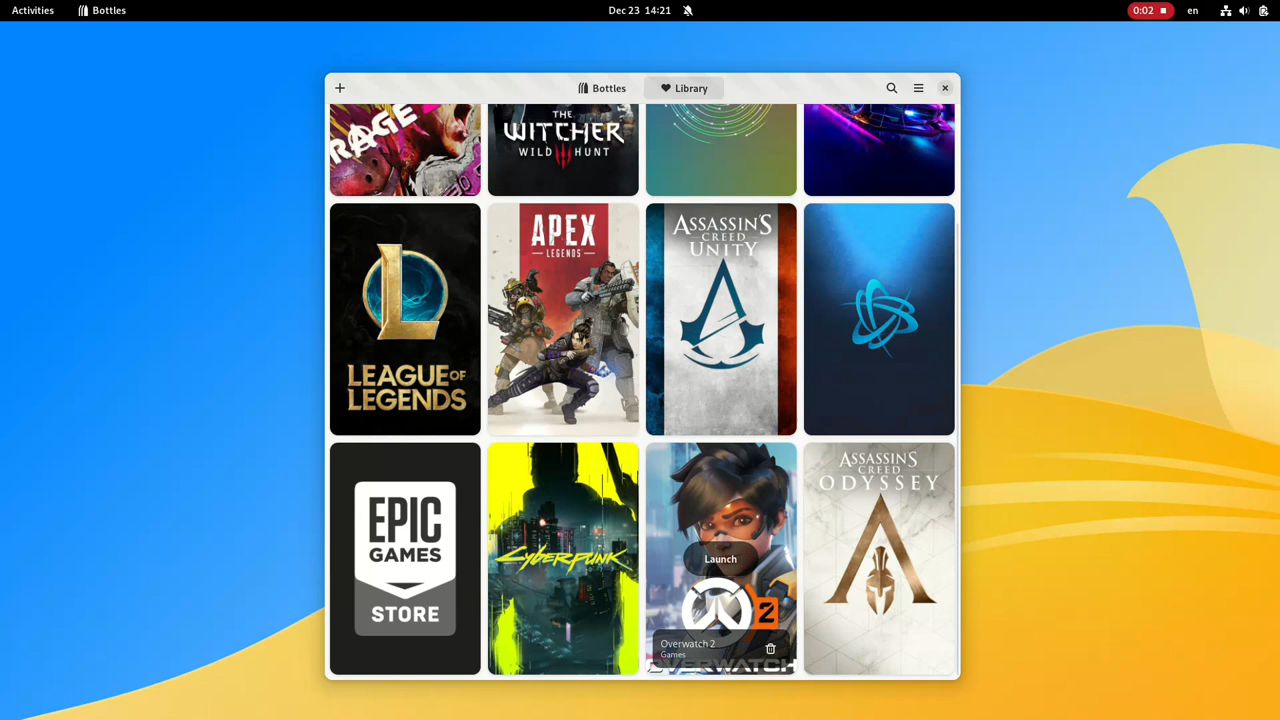 Activities
Bottles
Dec 23 14:21
0:02
en
Bottles
Library
RAGE
THE
WITCHER
WILD HUNT
LEAGUE OF
LEGENDS
APEX
LEGENDS
ASSASSIN'S
CREED
UNITY
EPIC
GAMES
STORE
Cyberpunk
Launch
2
Overwatch 2
Games
OVERWATCH
ASSASSIN'S
CREED
ODYSSEY